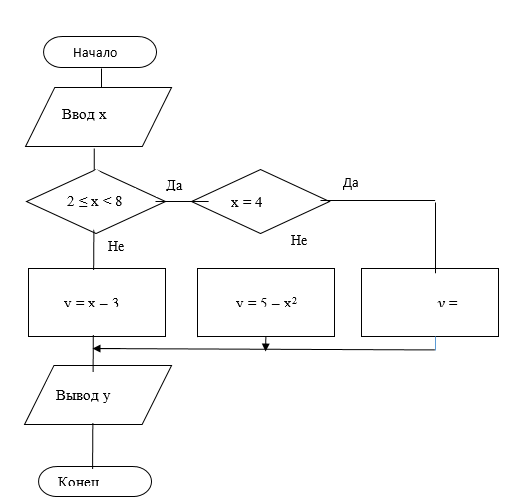 Начало
Ввод x
Да
2 ≤ x < 8
Да
x = 4
Не
Не
y = x – 3
y = 5 – x²
y =
Вывод y
Конец